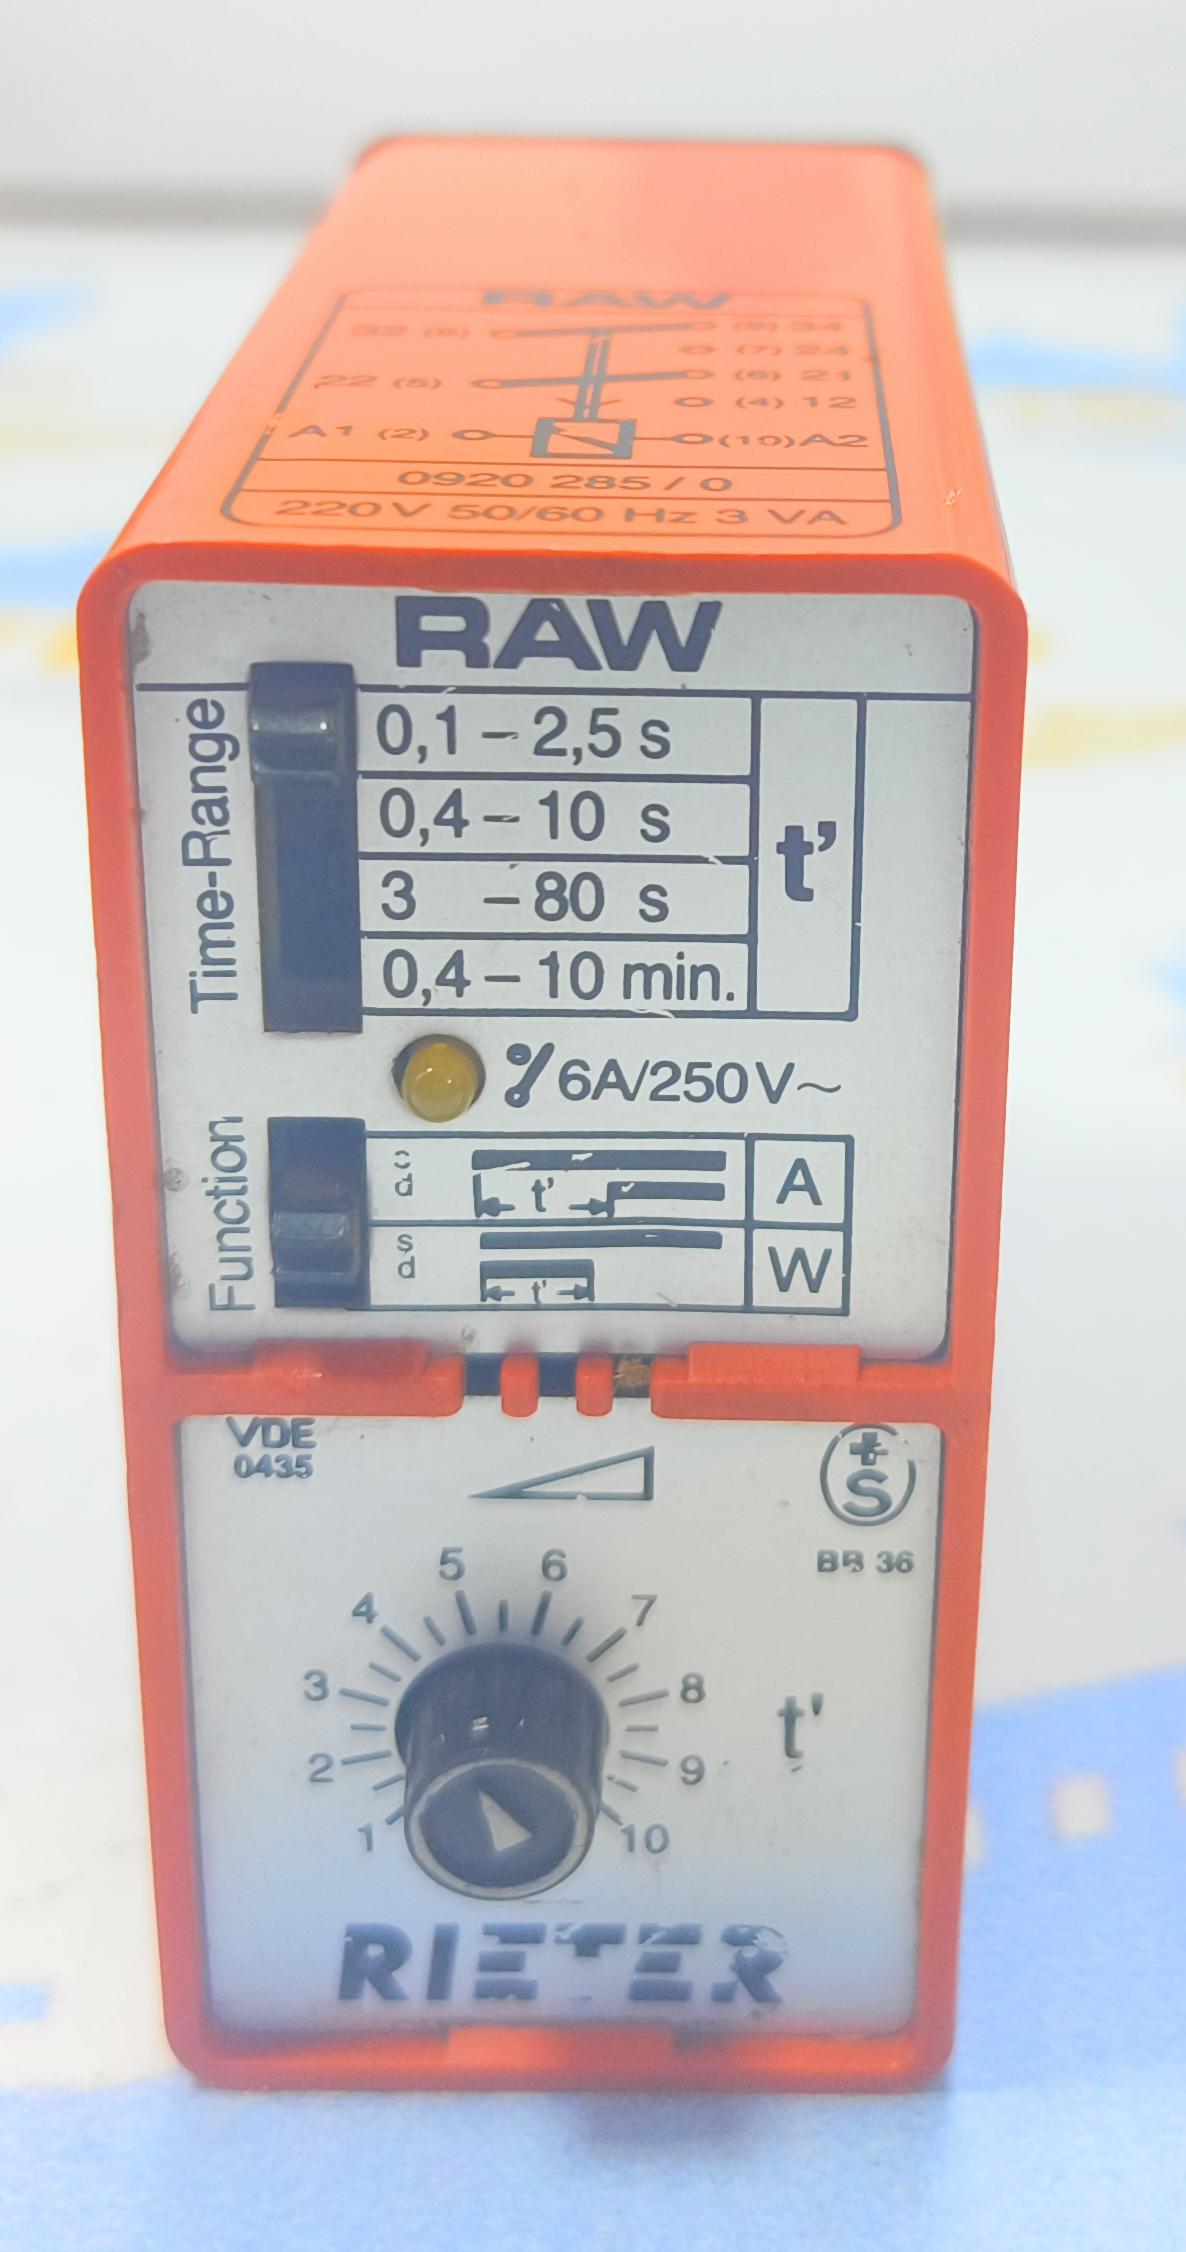 RAW
32 (8) (9) 34
(7) 24
22 (5) (6) 21
(4) 12
A1 (2) (10) A2
0920 285 / 0
220V 50/60 Hz 3 VA
RAW
Time-Range
0,1 – 2,5 s
0,4 – 10 s
3 – 80 s
0,4 – 10 min.
t'
6A/250V~
Function
d
t'
A
s
d
t'
W
VDE
0435
+
S
BB 36
5 6
4 7
3 8
2 9
1 10
t'
RIETER